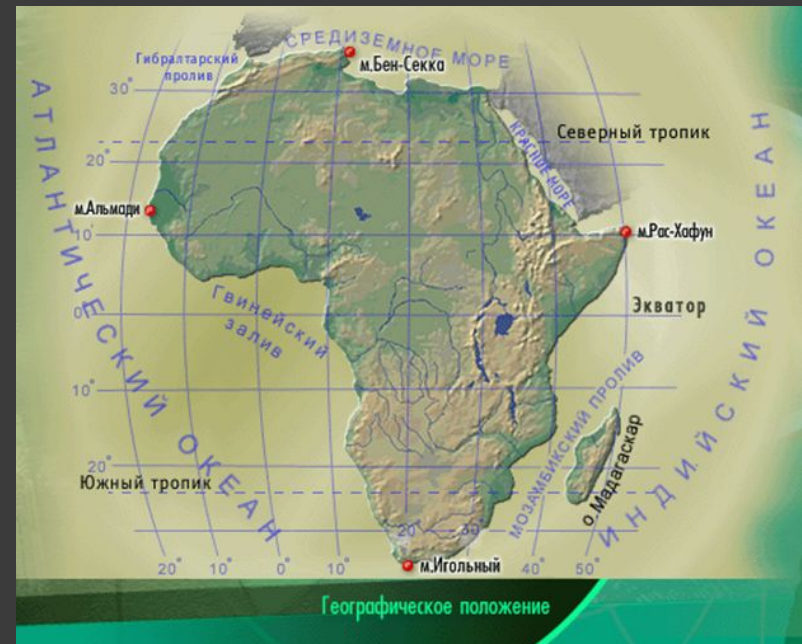 СРЕДИЗЕМНОЕ МОРЕ
Гибралтарский
пролив
м.Бен-Секка
30°
Северный тропик
КРАСНОЕ МОРЕ
20°
м.Альмади
10°
м.Рас-Хафун
АТЛАНТИЧЕСКИЙ ОКЕАН
ИНДИЙСКИЙ ОКЕАН
Гвинейский
залив
0°
Экватор
10°
МОЗАМБИКСКИЙ ПРОЛИВ
о.Мадагаскар
20°
Южный тропик
20° 30°
20° 10° 0° 10° м.Игольный 40° 50°
Географическое положение